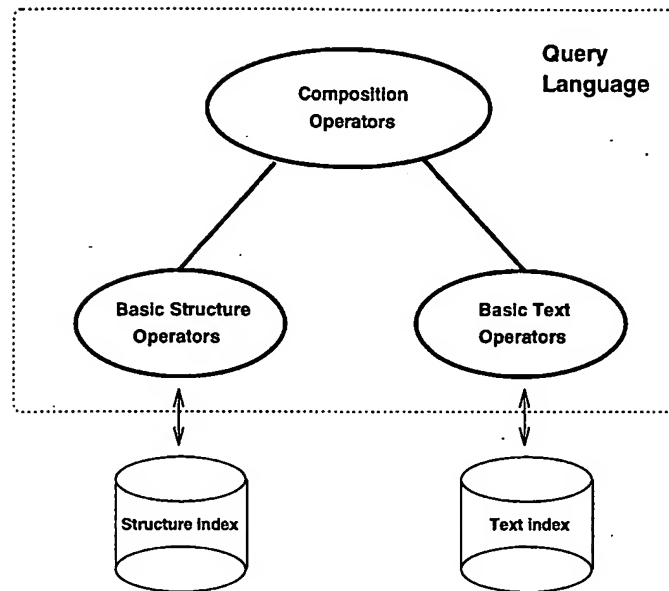 Query
Language
Composition
Operators
Basic Structure
Operators
Basic Text
Operators
Structure index
Text index